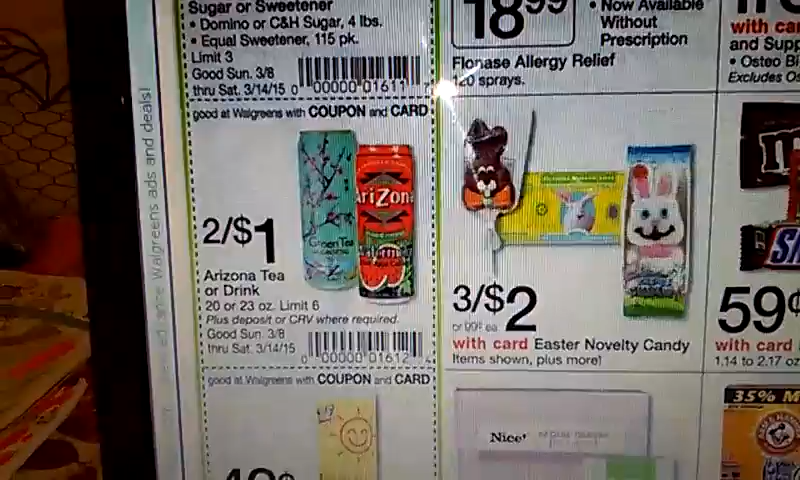 Sugar or Sweetener
• Domino or C&H Sugar, 4 lbs.
• Equal Sweetener, 115 pk.
Limit 3
Good Sun. 3/8
thru Sat. 3/14/15
0 00000 01611
good at Walgreens with COUPON and CARD
2/$1
Arizona Tea
or Drink
20 or 23 oz. Limit 6
Plus deposit or CRV where required.
Good Sun. 3/8
thru Sat. 3/14/15
0 00000 01612
good at Walgreens with COUPON and CARD
Green Tea
ARIZONA
Walgreens ads and deals!
18 99
• Now Available
Without
Prescription
Flonase Allergy Relief
120 sprays.
3/$2
or 99¢ ea
with card Easter Novelty Candy
Items shown, plus more!
Nice!
with car
and Supp
• Osteo Bi
Excludes Os
59¢
with card
1.14 to 2.17 oz
35% M